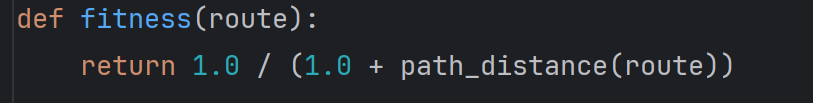 def fitness(route):
    return 1.0 / (1.0 + path_distance(route))